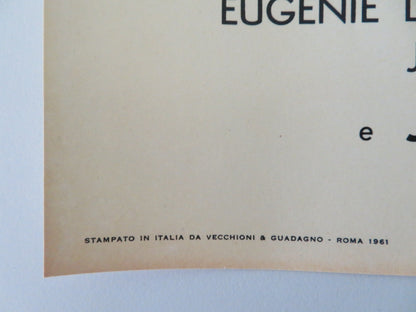 EUGENIE
e
STAMPATO IN ITALIA DA VECCHIONI & GUADAGNO - ROMA 1961